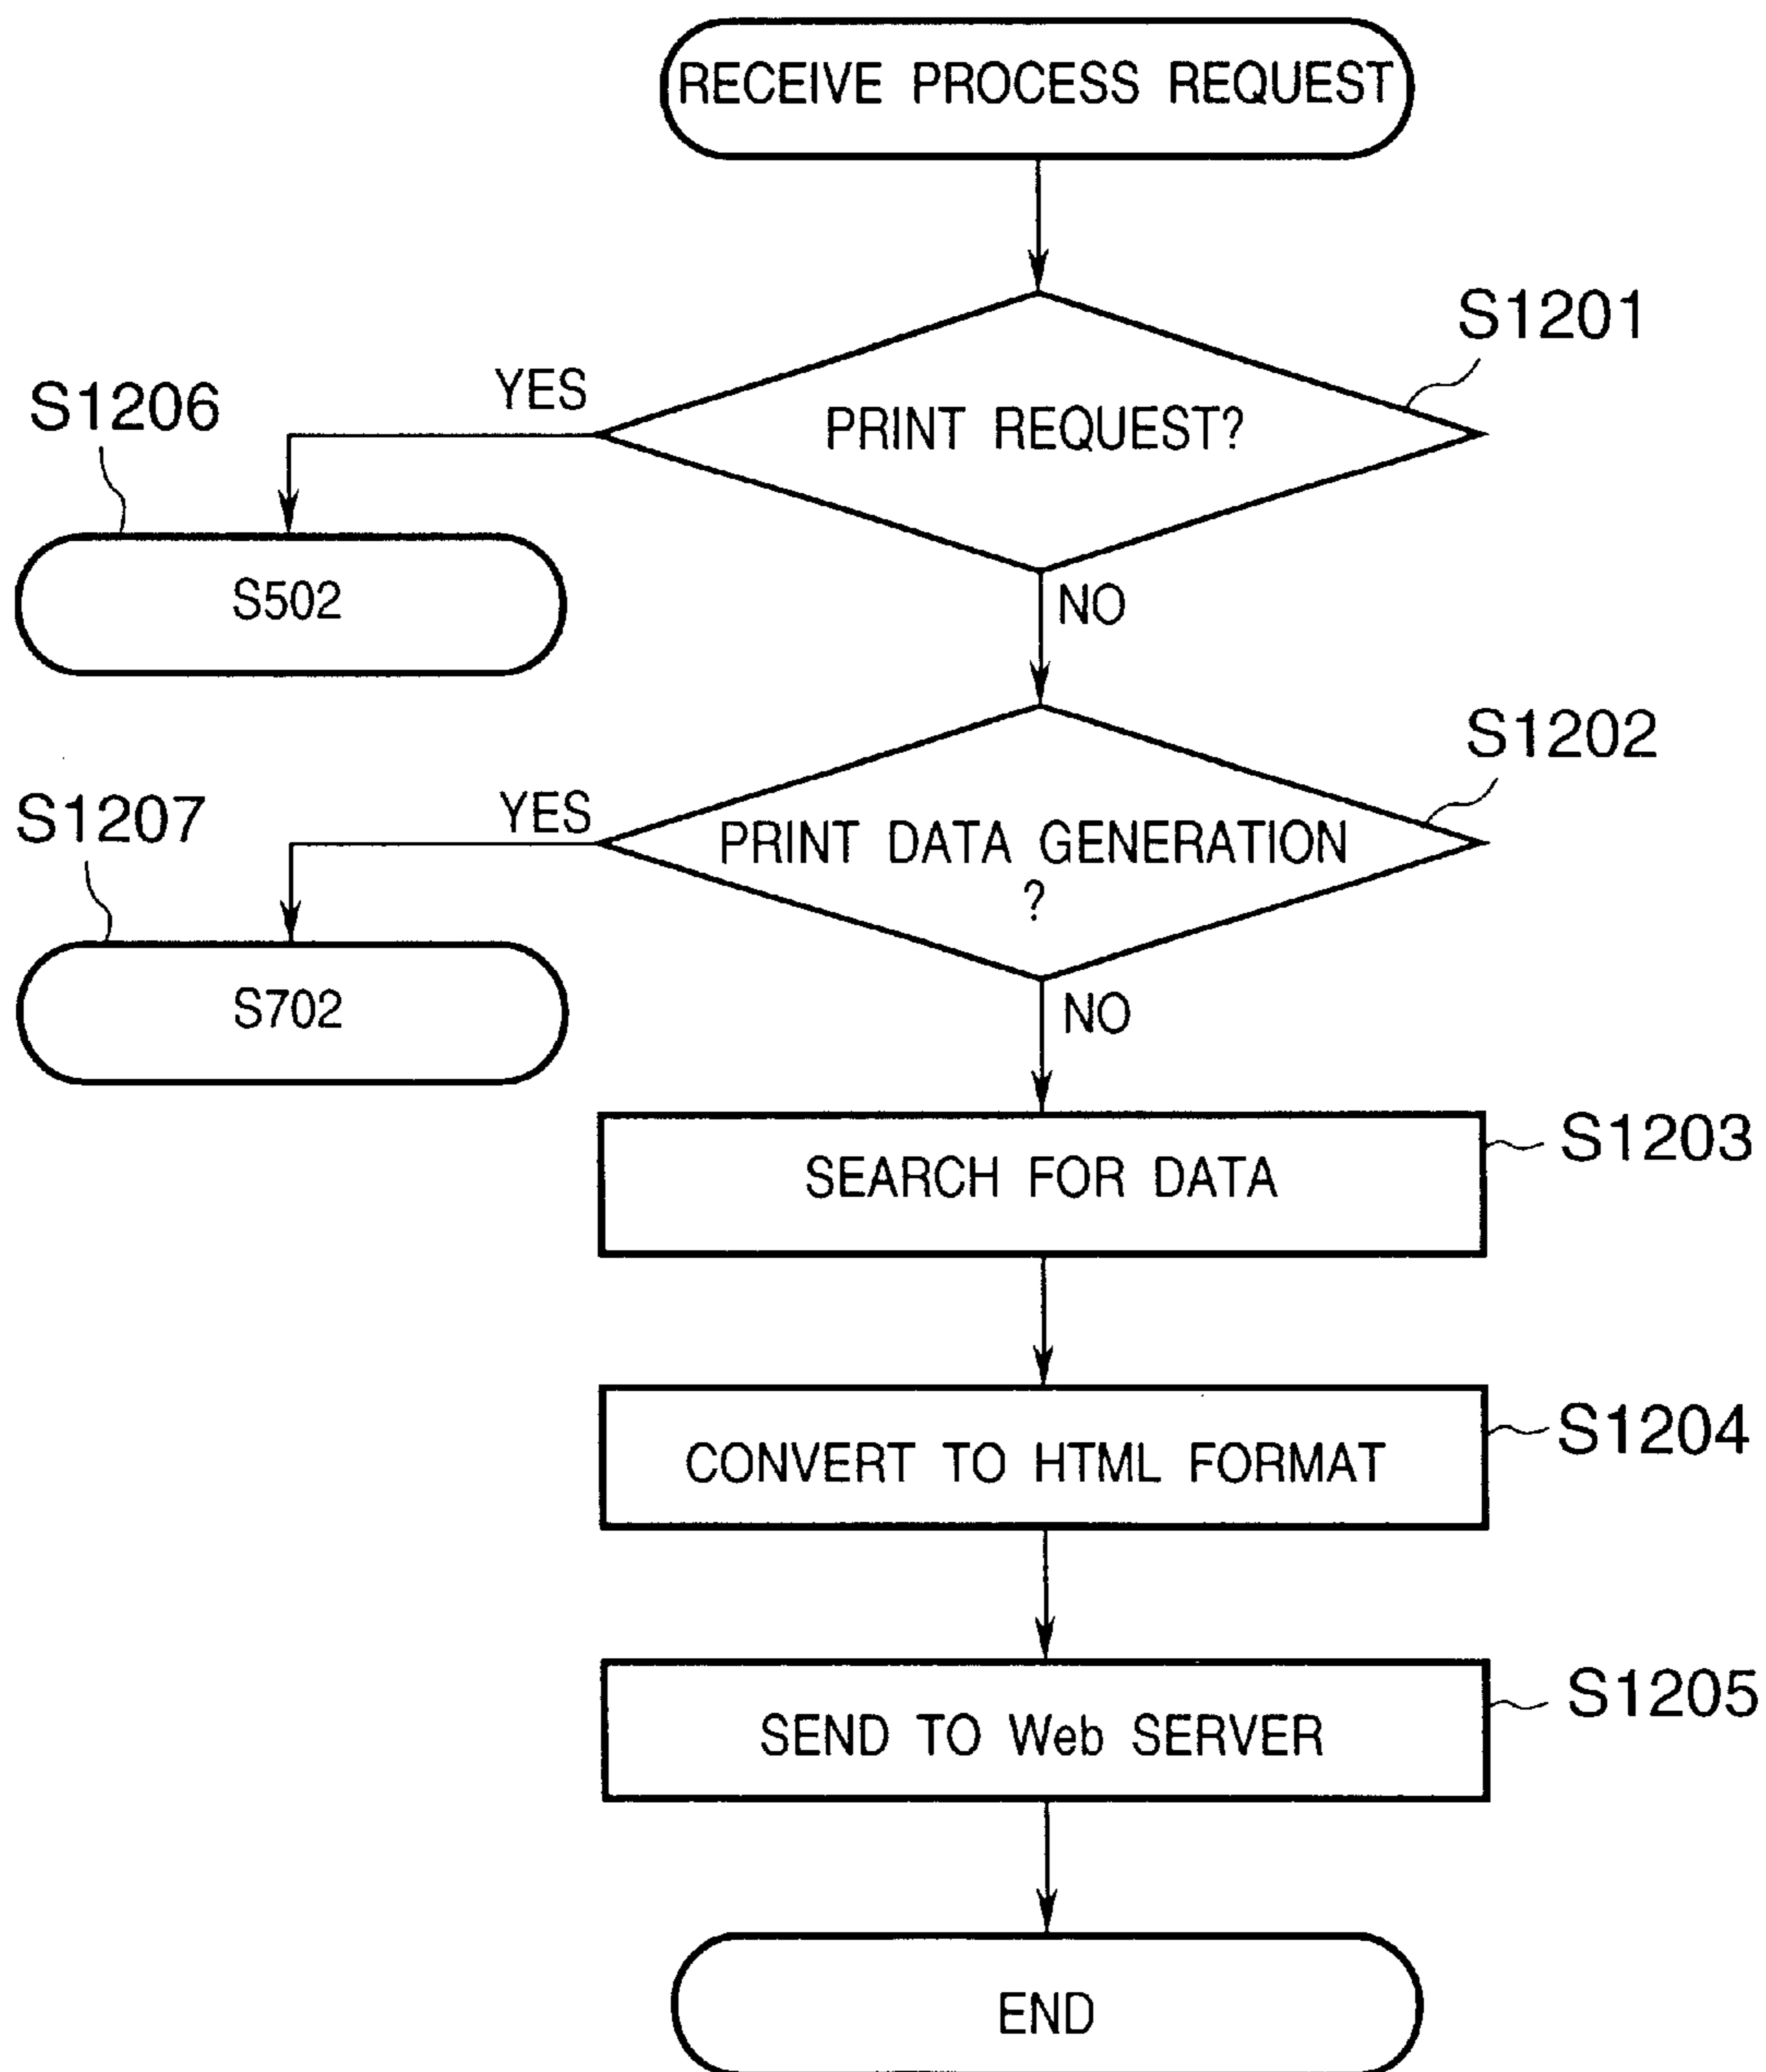 RECEIVE PROCESS REQUEST
S1201
YES
S1206
PRINT REQUEST?
S502
NO
S1202
YES
S1207
PRINT DATA GENERATION
?
S702
NO
S1203
SEARCH FOR DATA
S1204
CONVERT TO HTML FORMAT
S1205
SEND TO Web SERVER
END